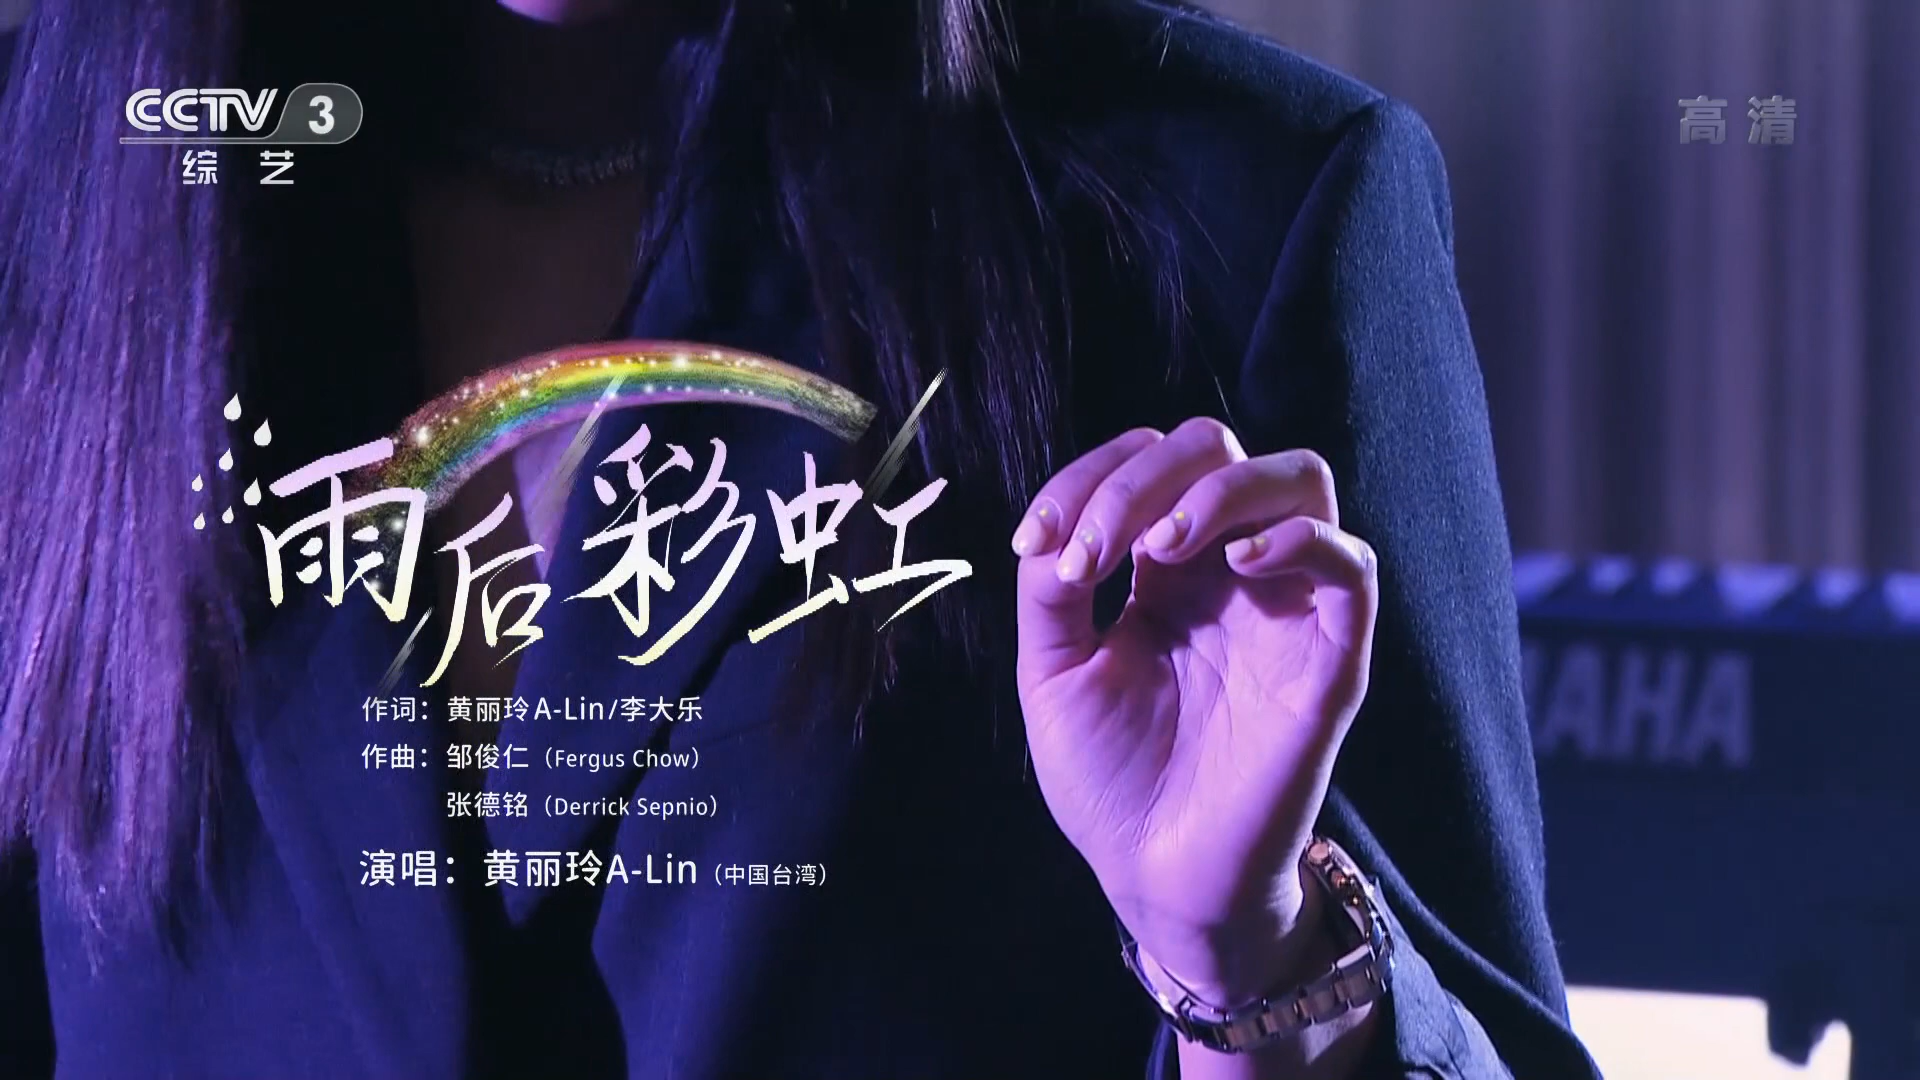 CCTV 3
综艺
高清
雨后彩虹
作词：黄丽玲A-Lin/李大乐
作曲：邹俊仁（Fergus Chow）
张德铭（Derrick Sepnio）
演唱：黄丽玲A-Lin（中国台湾）
AHA